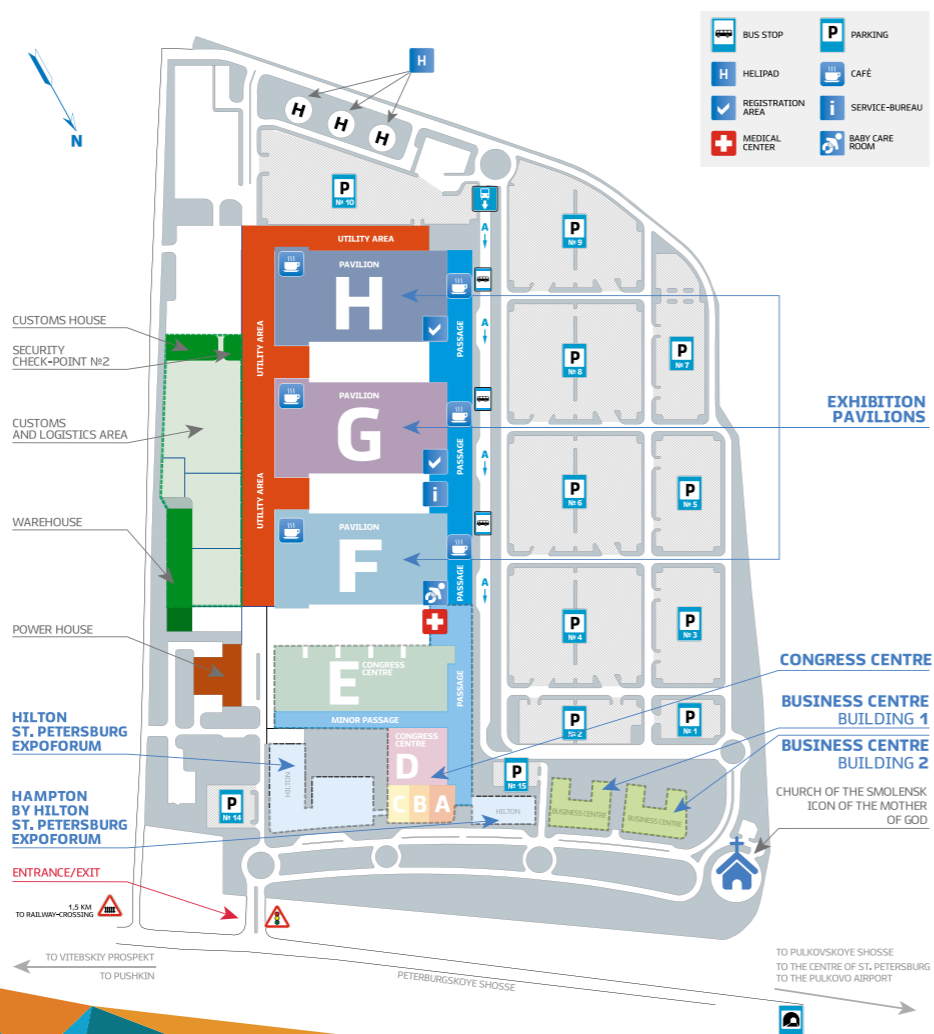 BUS STOP
P
PARKING
H
HELIPAD
CAFÉ
REGISTRATION
AREA
i
SERVICE-BUREAU
MEDICAL
CENTER
BABY CARE
ROOM
N
H
H
H
H
P
№ 10
A
P
№ 9
UTILITY AREA
PAVILION
H
PASSAGE
UTILITY AREA
A
P
№ 8
P
№ 7
CUSTOMS HOUSE
SECURITY
CHECK-POINT №2
EXHIBITION
PAVILIONS
CUSTOMS
AND LOGISTICS AREA
PAVILION
G
PASSAGE
i
UTILITY AREA
A
P
№ 6
P
№ 5
WAREHOUSE
PAVILION
F
PASSAGE
A
P
№ 4
P
№ 3
POWER HOUSE
E
CONGRESS
CENTRE
PASSAGE
MINOR PASSAGE
CONGRESS CENTRE
BUSINESS CENTRE
BUILDING 1
BUSINESS CENTRE
BUILDING 2
P
№ 2
P
№ 1
HILTON
ST. PETERSBURG
EXPOFORUM
HILTON
CONGRESS
CENTRE
D
C
B
A
P
№ 15
HILTON
BUSINESS CENTRE
BUSINESS CENTRE
HAMPTON
BY HILTON
ST. PETERSBURG
EXPOFORUM
P
№ 14
CHURCH OF THE SMOLENSK
ICON OF THE MOTHER
OF GOD
ENTRANCE/EXIT
1,5 KM
TO RAILWAY-CROSSING
TO VITEBSKIY PROSPEKT
TO PUSHKIN
PETERBURGSKOYE SHOSSE
TO PULKOVSKOYE SHOSSE
TO THE CENTRE OF ST. PETERSBURG
TO THE PULKOVO AIRPORT